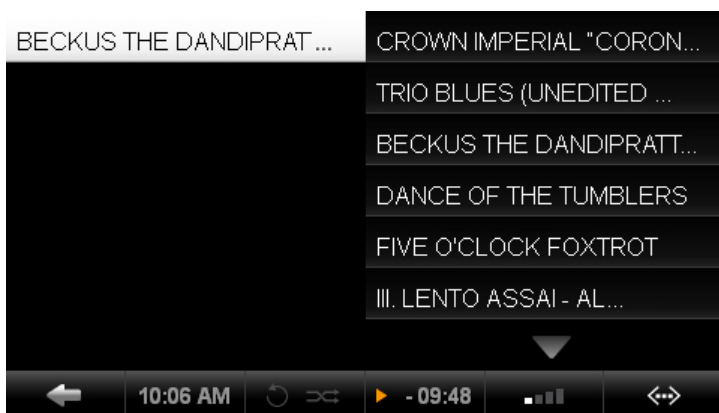 BECKUS THE DANDIPRAT ...
CROWN IMPERIAL "CORON...
TRIO BLUES (UNEDITED ...
BECKUS THE DANDIPRATT...
DANCE OF THE TUMBLERS
FIVE O'CLOCK FOXTROT
III. LENTO ASSAI - AL...
10:06 AM
- 09:48